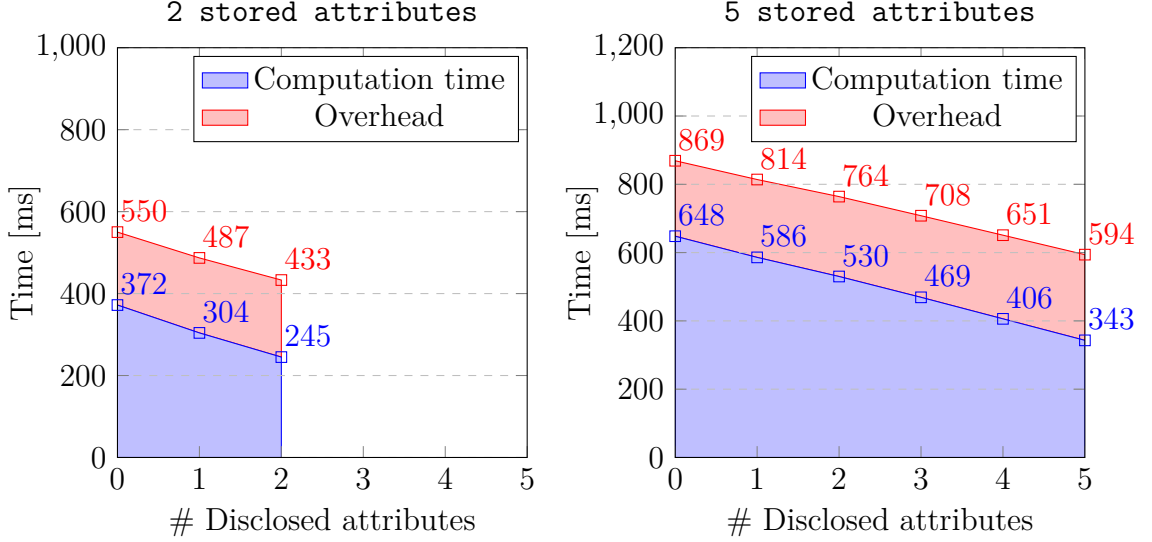 2 stored attributes
1,000
800
600
400
200
0
Time [ms]
Computation time
Overhead
550
487
433
372
304
245
0 1 2 3 4 5
# Disclosed attributes
5 stored attributes
1,200
1,000
800
600
400
200
0
Time [ms]
Computation time
Overhead
869
814
764
708
651
594
648
586
530
469
406
343
0 1 2 3 4 5
# Disclosed attributes